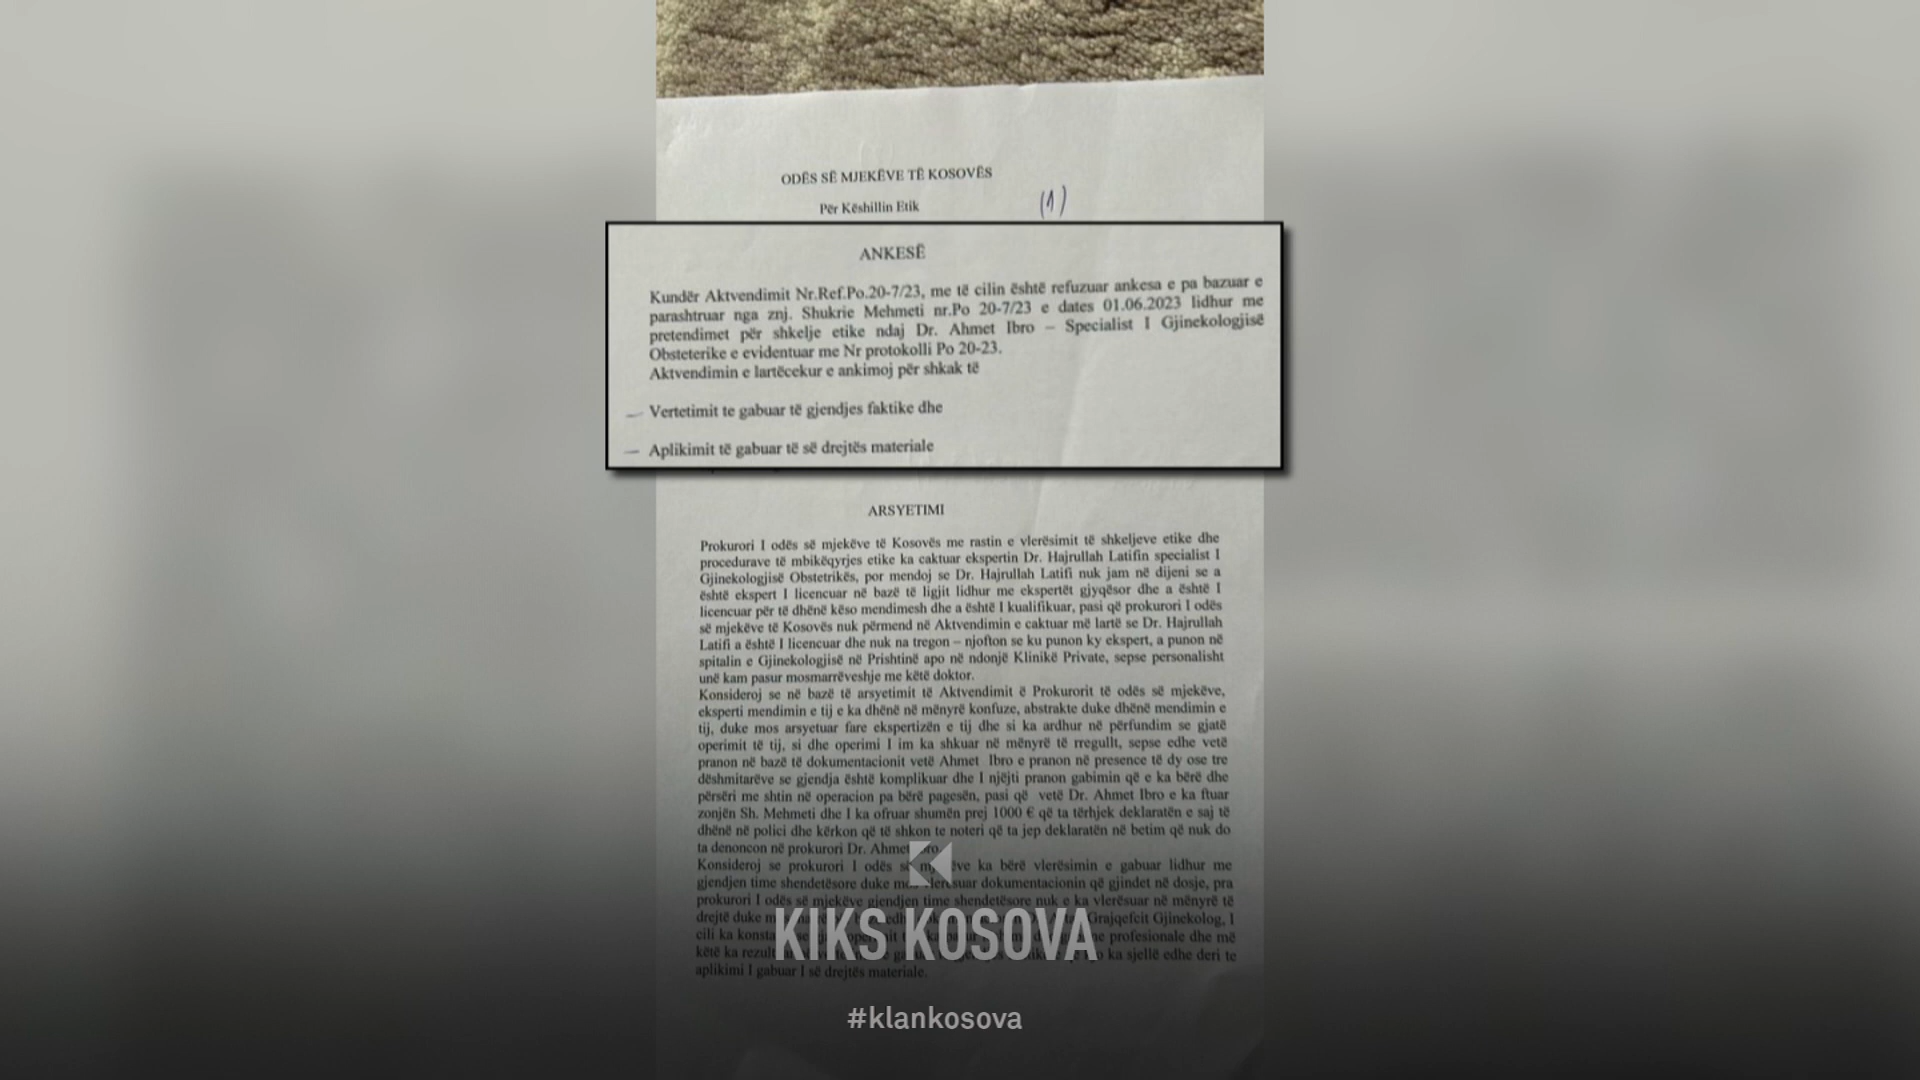 ODËS SË MJEKËVE TË KOSOVËS
Për Këshillin Etik
(1)
ANKESË
Kundër Aktvendimit Nr.Ref.Po.20-7/23, me të cilin është refuzuar ankesa e pa bazuar e
parashtruar nga znj. Shukrie Mehmeti nr.Po 20-7/23 e dates 01.06.2023 lidhur me
pretendimet për shkelje etike ndaj Dr. Ahmet Ibro – Specialist I Gjinekologjisë
Obsteterike e evidentuar me Nr protokolli Po 20-23.
Aktvendimin e lartëcekur e ankimoj për shkak të
— Vertetimit te gabuar të gjendjes faktike dhe
— Aplikimit të gabuar të së drejtës materiale
ARSYETIMI
Prokurori I odës së mjekëve të Kosovës me rastin e vlerësimit të shkeljeve etike dhe
procedurave të mbikëqyrjes etike ka caktuar ekspertin Dr. Hajrullah Latifin specialist I
Gjinekologjisë Obstetrikës, por mendoj se Dr. Hajrullah Latifi nuk jam në dijeni se a
është ekspert I licencuar në bazë të ligjit lidhur me ekspertët gjyqësor dhe a është I
licencuar për të dhënë këso mendimesh dhe a është I kualifikuar, pasi që prokurori I odës
së mjekëve të Kosovës nuk përmend në Aktvendimin e caktuar më lartë se Dr. Hajrullah
Latifi a është I licencuar dhe nuk na tregon – njofton se ku punon ky ekspert, a punon në
spitalin e Gjinekologjisë në Prishtinë apo në ndonjë Klinikë Private, sepse personalisht
unë kam pasur mosmarrëveshje me këtë doktor.
Konsideroj se në bazë të arsyetimit të Aktvendimit ë Prokurorit të odës së mjekëve,
eksperti mendimin e tij e ka dhënë në mënyrë konfuze, abstrakte duke dhënë mendimin e
tij, duke mos arsyetuar fare ekspertizën e tij dhe si ka ardhur në përfundim se gjatë
operimit të tij, si dhe operimi I im ka shkuar në mënyrë të rregullt, sepse edhe vetë
pranon në bazë të dokumentacionit vetë Ahmet Ibro e pranon në presence të dy ose tre
dëshmitarëve se gjendja është komplikuar dhe I njëjti pranon gabimin që e ka bërë dhe
përsëri me shtin në operacion pa bërë pagesën, pasi që vetë Dr. Ahmet Ibro e ka ftuar
zonjën Sh. Mehmeti dhe I ka ofruar shumën prej 1000 € që ta tërhjek deklaratën e saj të
dhënë në polici dhe kërkon që të shkon te noteri që ta jep deklaratën në betim që nuk do
ta denoncon në prokurori Dr. Ahmet Ibro.
Konsideroj se prokurori I odës së mjekëve ka bërë vlerësimin e gabuar lidhur me
gjendjen time shendetësore duke mos vlerësuar dokumentacionin që gjindet në dosje, pra
prokurori I odës së mjekëve gjendjen time shendetësore nuk e ka vlerësuar në mënyrë të
drejtë duke Grajqefcit Gjinekolog, I
cili ka profesionale dhe më
këtë ka ka sjellë edhe deri te
aplikimi I gabuar I së drejtës materiale.
KIKS KOSOVA
#klankosova